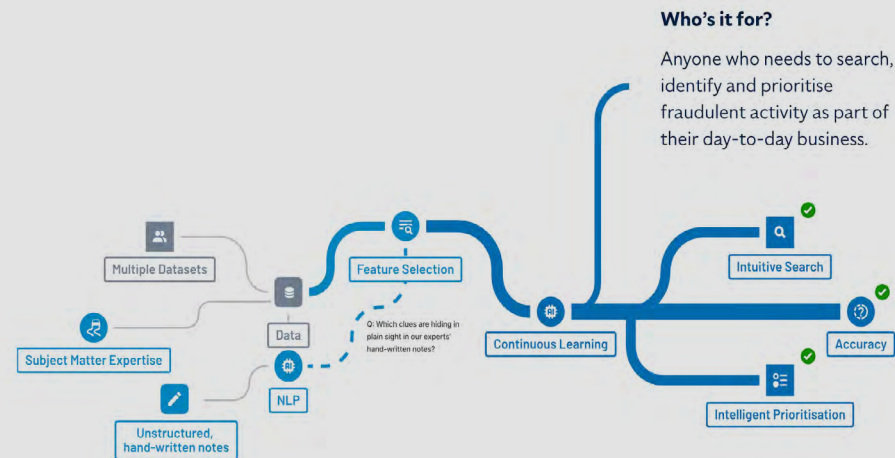 Who's it for?
Anyone who needs to search,
identify and prioritise
fraudulent activity as part of
their day-to-day business.
Multiple Datasets
Feature Selection
Intuitive Search
Data
Q: Which clues are hiding in
plain sight in our experts'
hand-written notes?
Continuous Learning
Accuracy
Subject Matter Expertise
AI
AI
NLP
Intelligent Prioritisation
Unstructured,
hand-written notes